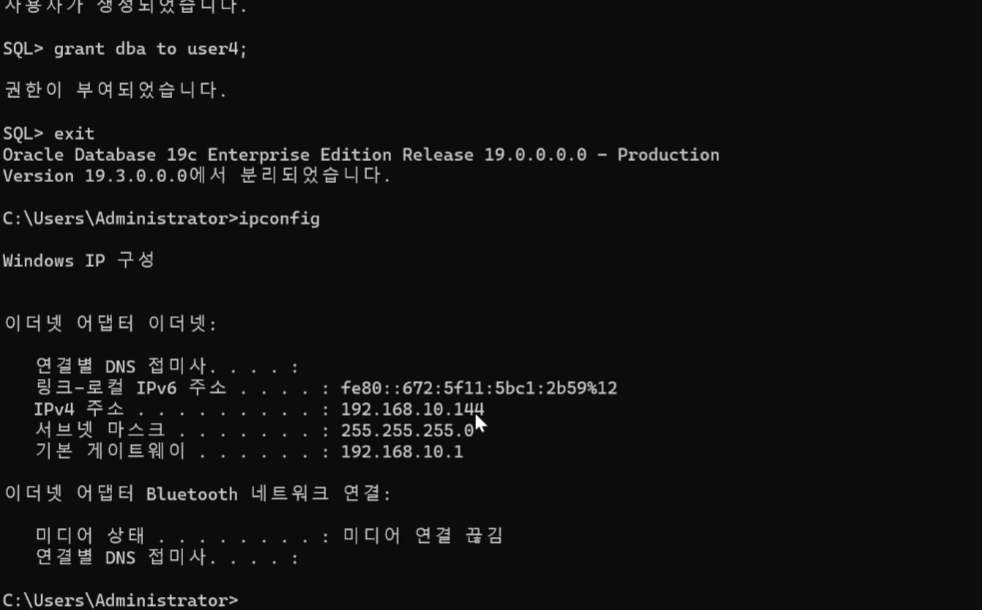 사용자가 생성되었습니다.
SQL> grant dba to user4;
권한이 부여되었습니다.
SQL> exit
Oracle Database 19c Enterprise Edition Release 19.0.0.0.0 - Production
Version 19.3.0.0.0에서 분리되었습니다.
C:\Users\Administrator>ipconfig
Windows IP 구성
이더넷 어댑터 이더넷:
연결별 DNS 접미사. . . . :
링크-로컬 IPv6 주소 . . . . : fe80::672:5f11:5bc1:2b59%12
IPv4 주소 . . . . . . . . . : 192.168.10.144
서브넷 마스크 . . . . . . . : 255.255.255.0
기본 게이트웨이 . . . . . . : 192.168.10.1
이더넷 어댑터 Bluetooth 네트워크 연결:
미디어 상태 . . . . . . . . : 미디어 연결 끊김
연결별 DNS 접미사. . . . :
C:\Users\Administrator>